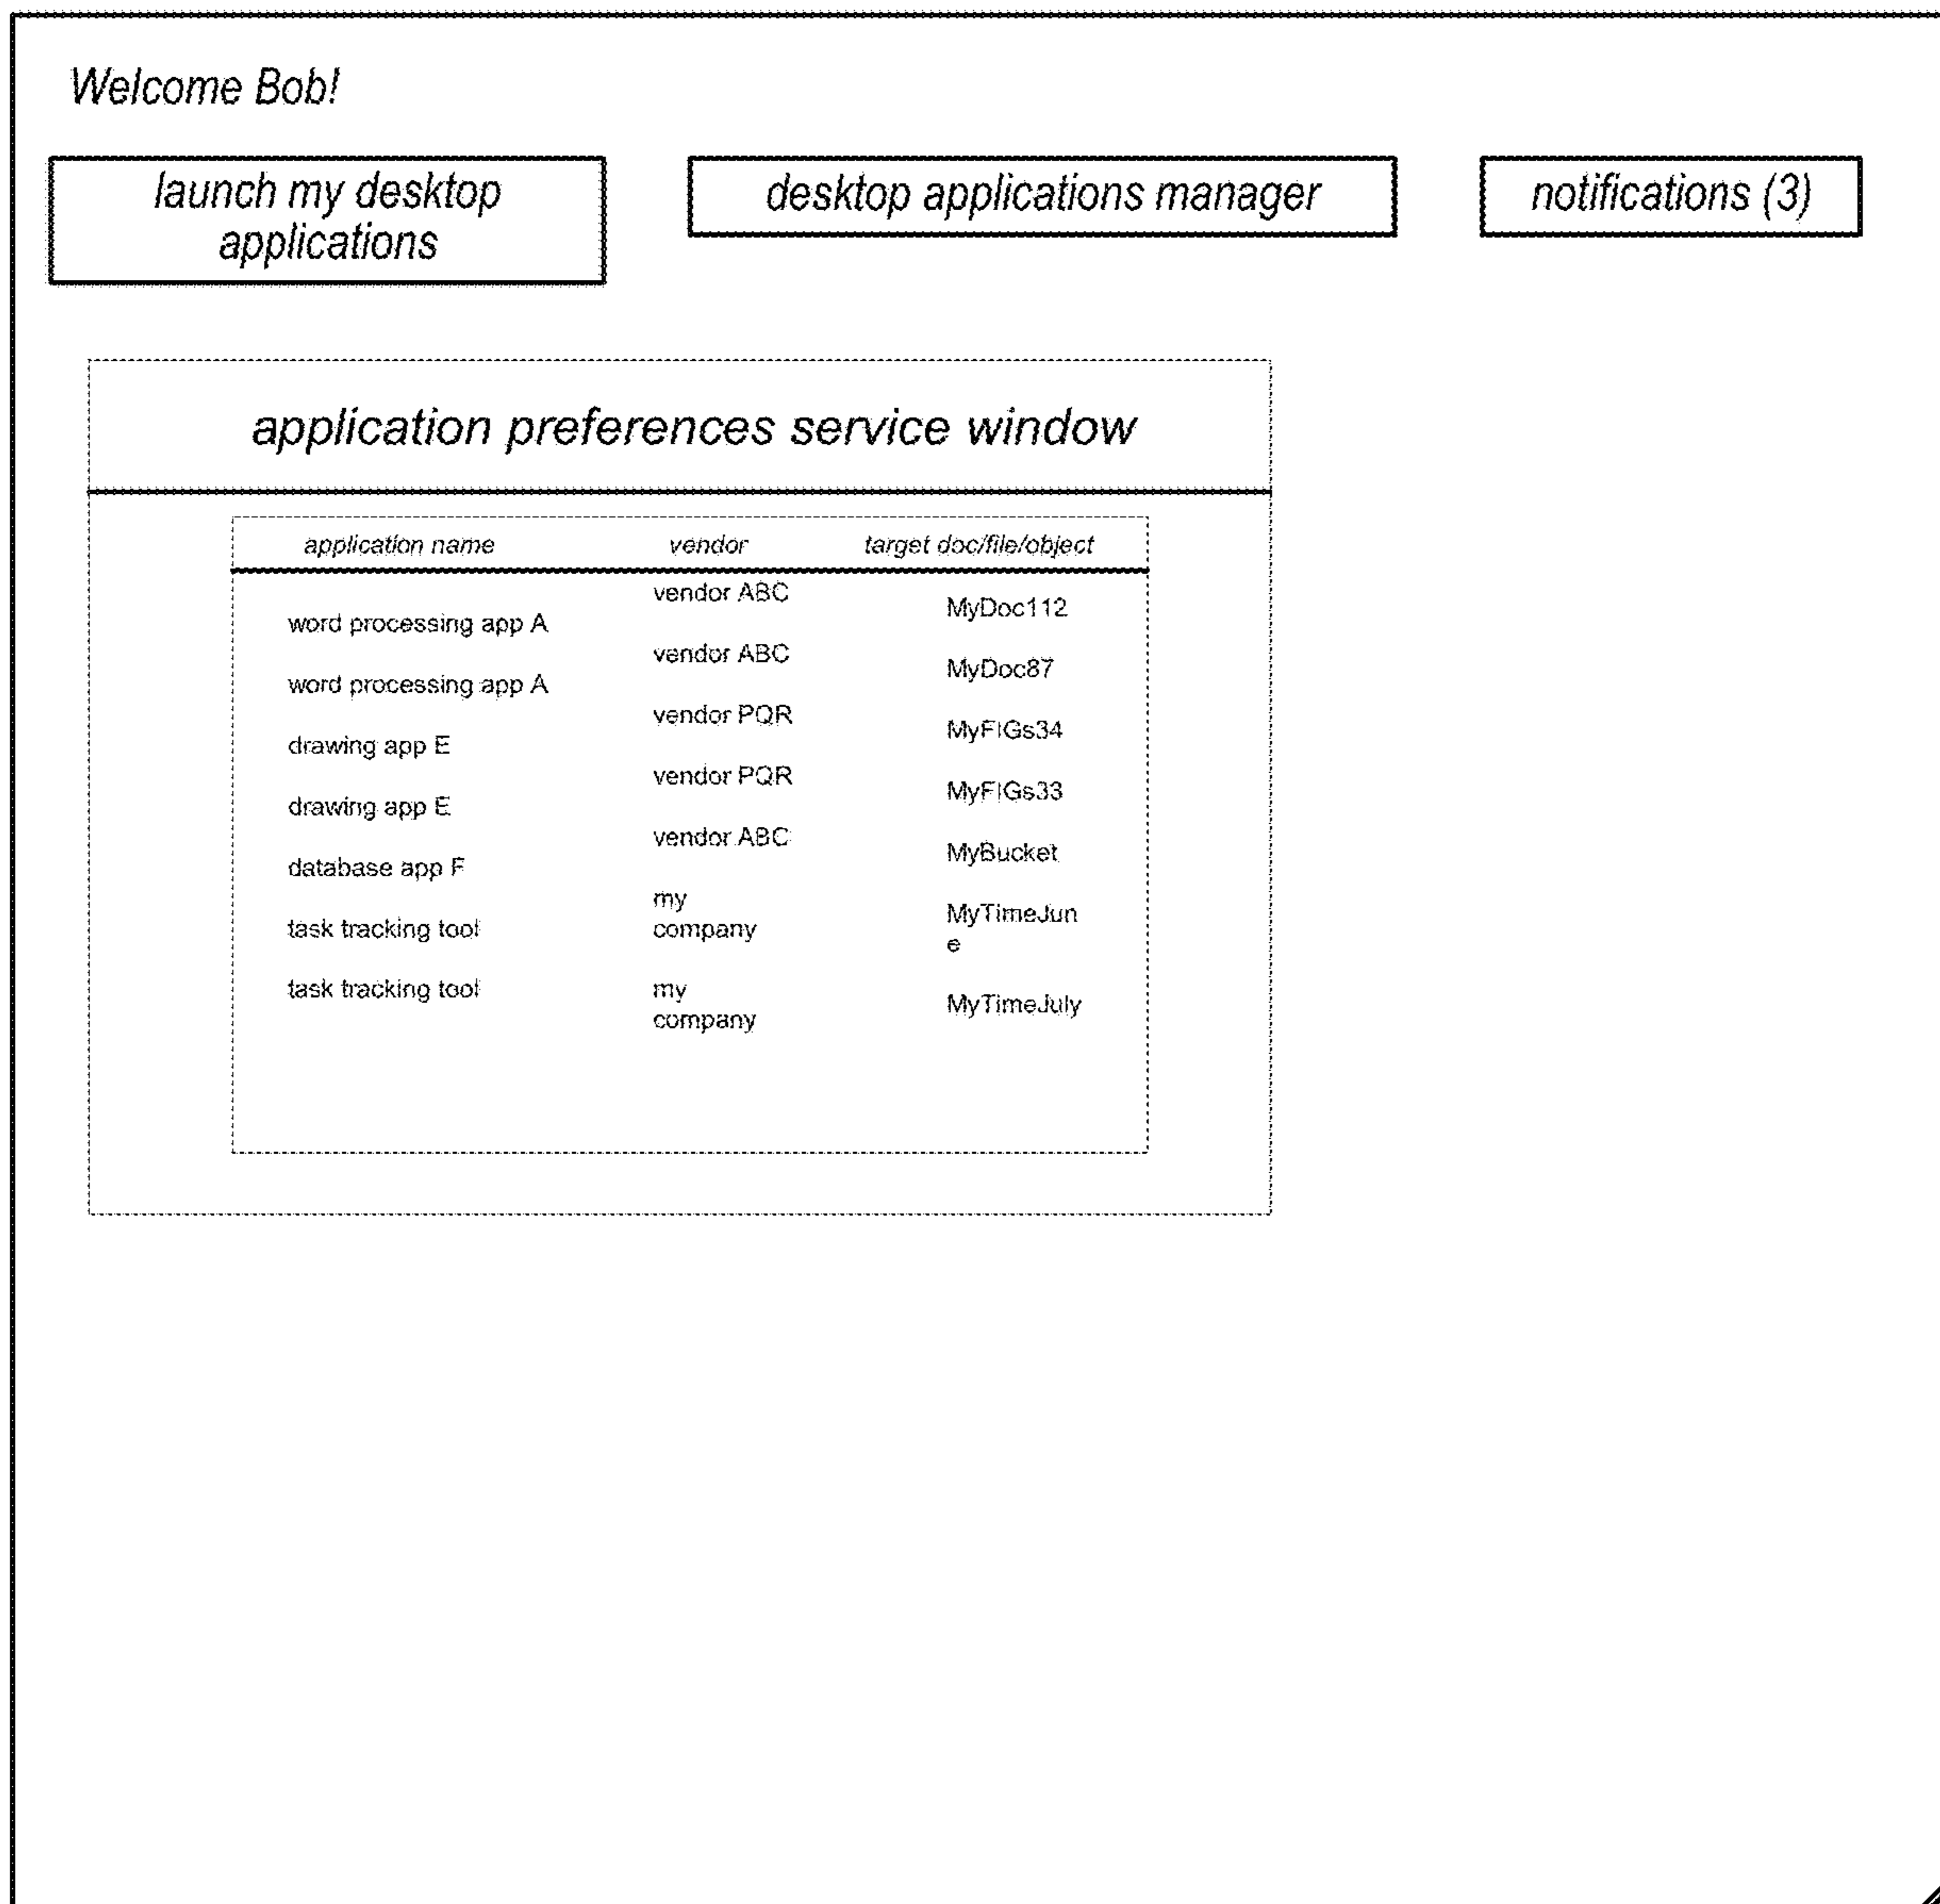 Welcome Bob!
launch my desktop
applications
desktop applications manager
notifications (3)
application preferences service window
application name vendor target doc/file/object
word processing app A vendor ABC MyDoc112
word processing app A vendor ABC MyDoc87
drawing app E vendor PQR MyFIGs34
drawing app E vendor PQR MyFIGs33
database app F vendor ABC MyBucket
task tracking tool my
company MyTimeJun
e
task tracking tool my
company MyTimeJuly